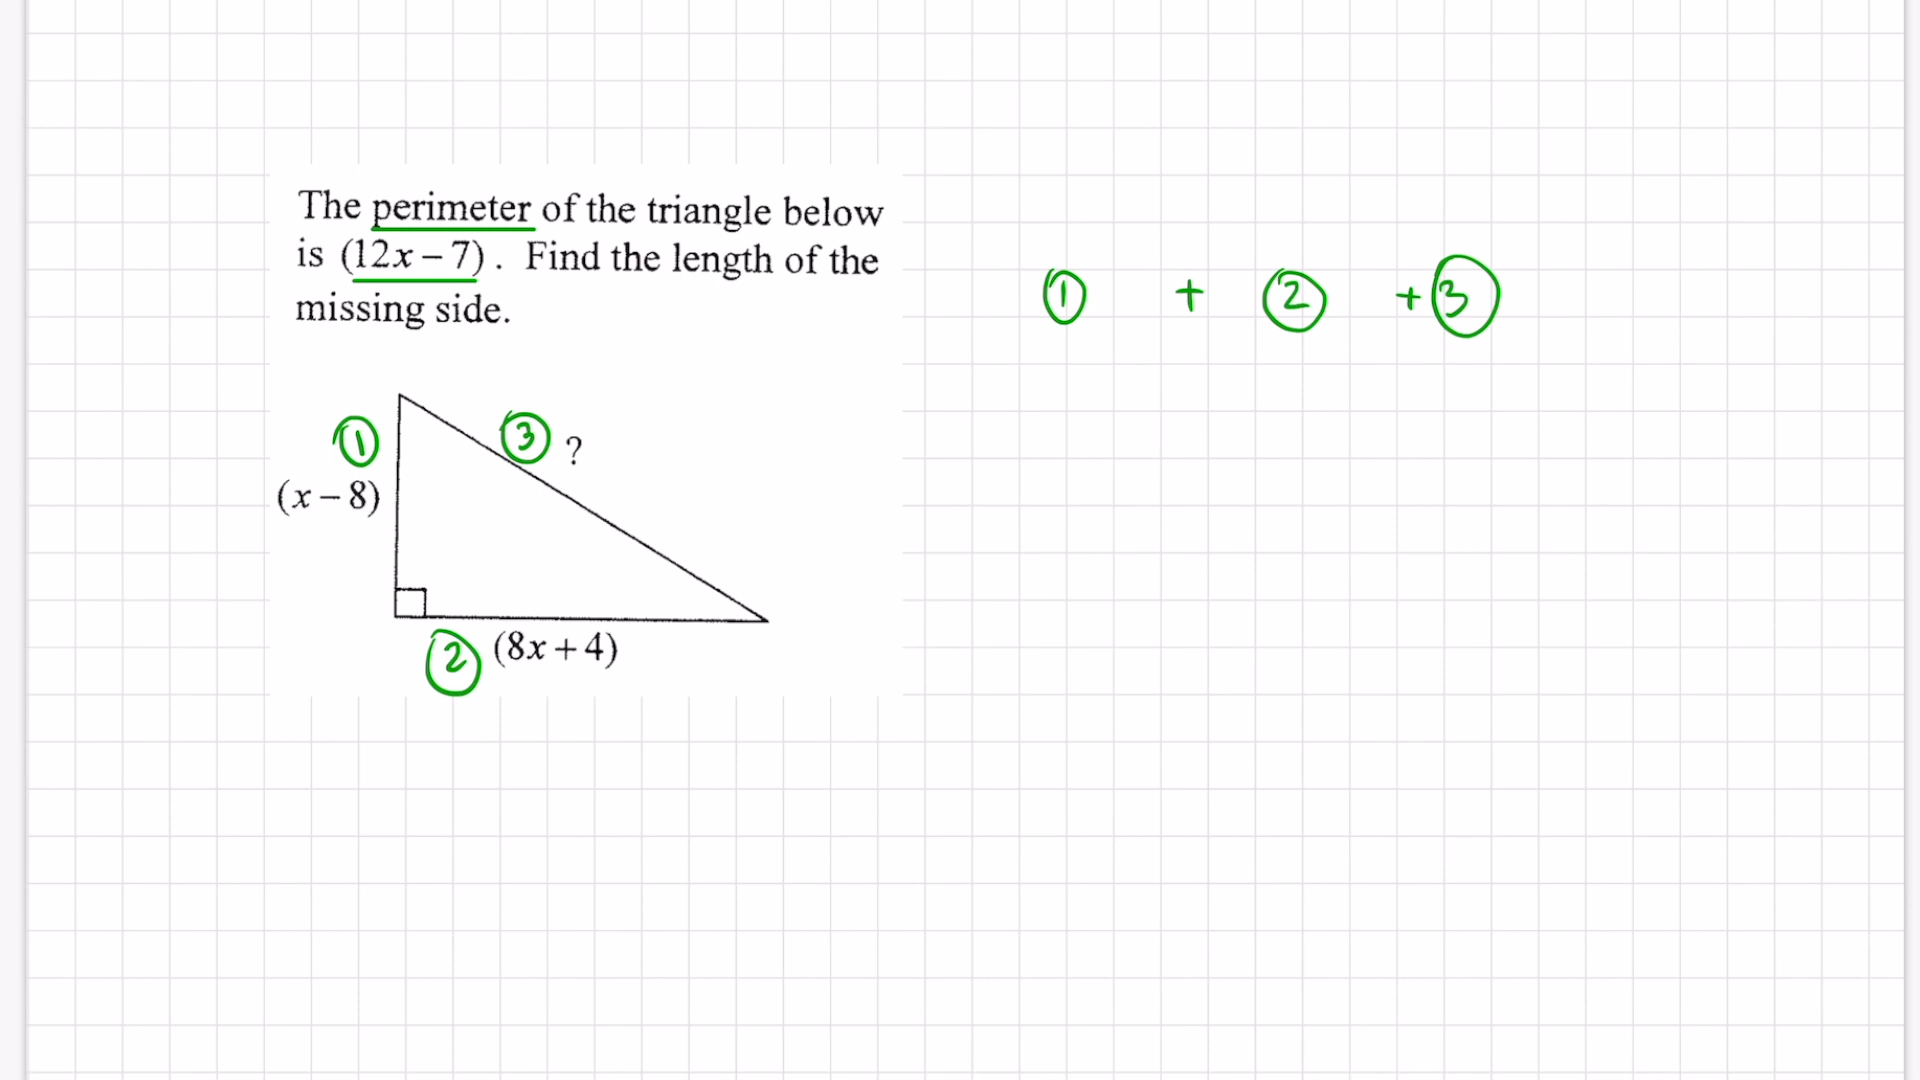 The perimeter of the triangle below
is (12x − 7). Find the length of the
missing side.
① + ② + ③
① ③ ?
(x − 8)
② (8x + 4)